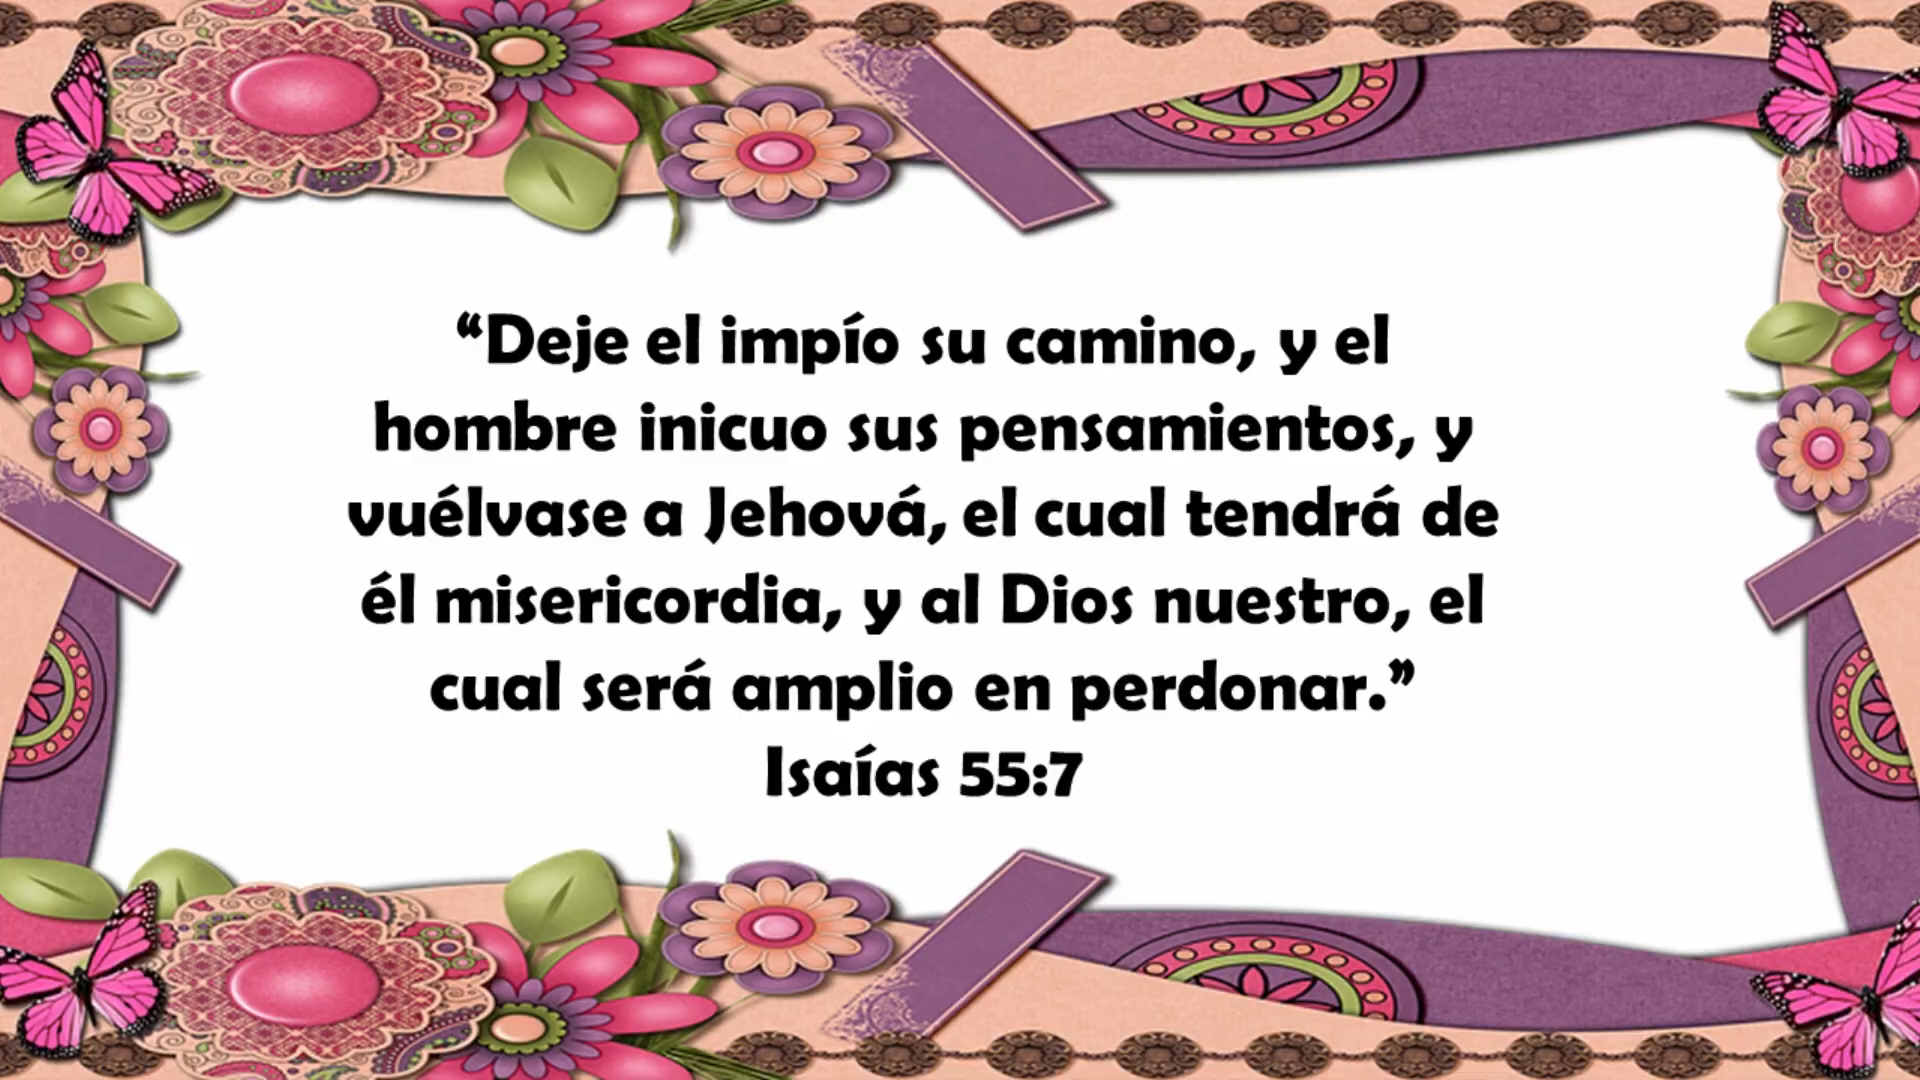 “Deje el impío su camino, y el
hombre inicuo sus pensamientos, y
vuélvase a Jehová, el cual tendrá de
él misericordia, y al Dios nuestro, el
cual será amplio en perdonar.”
Isaías 55:7